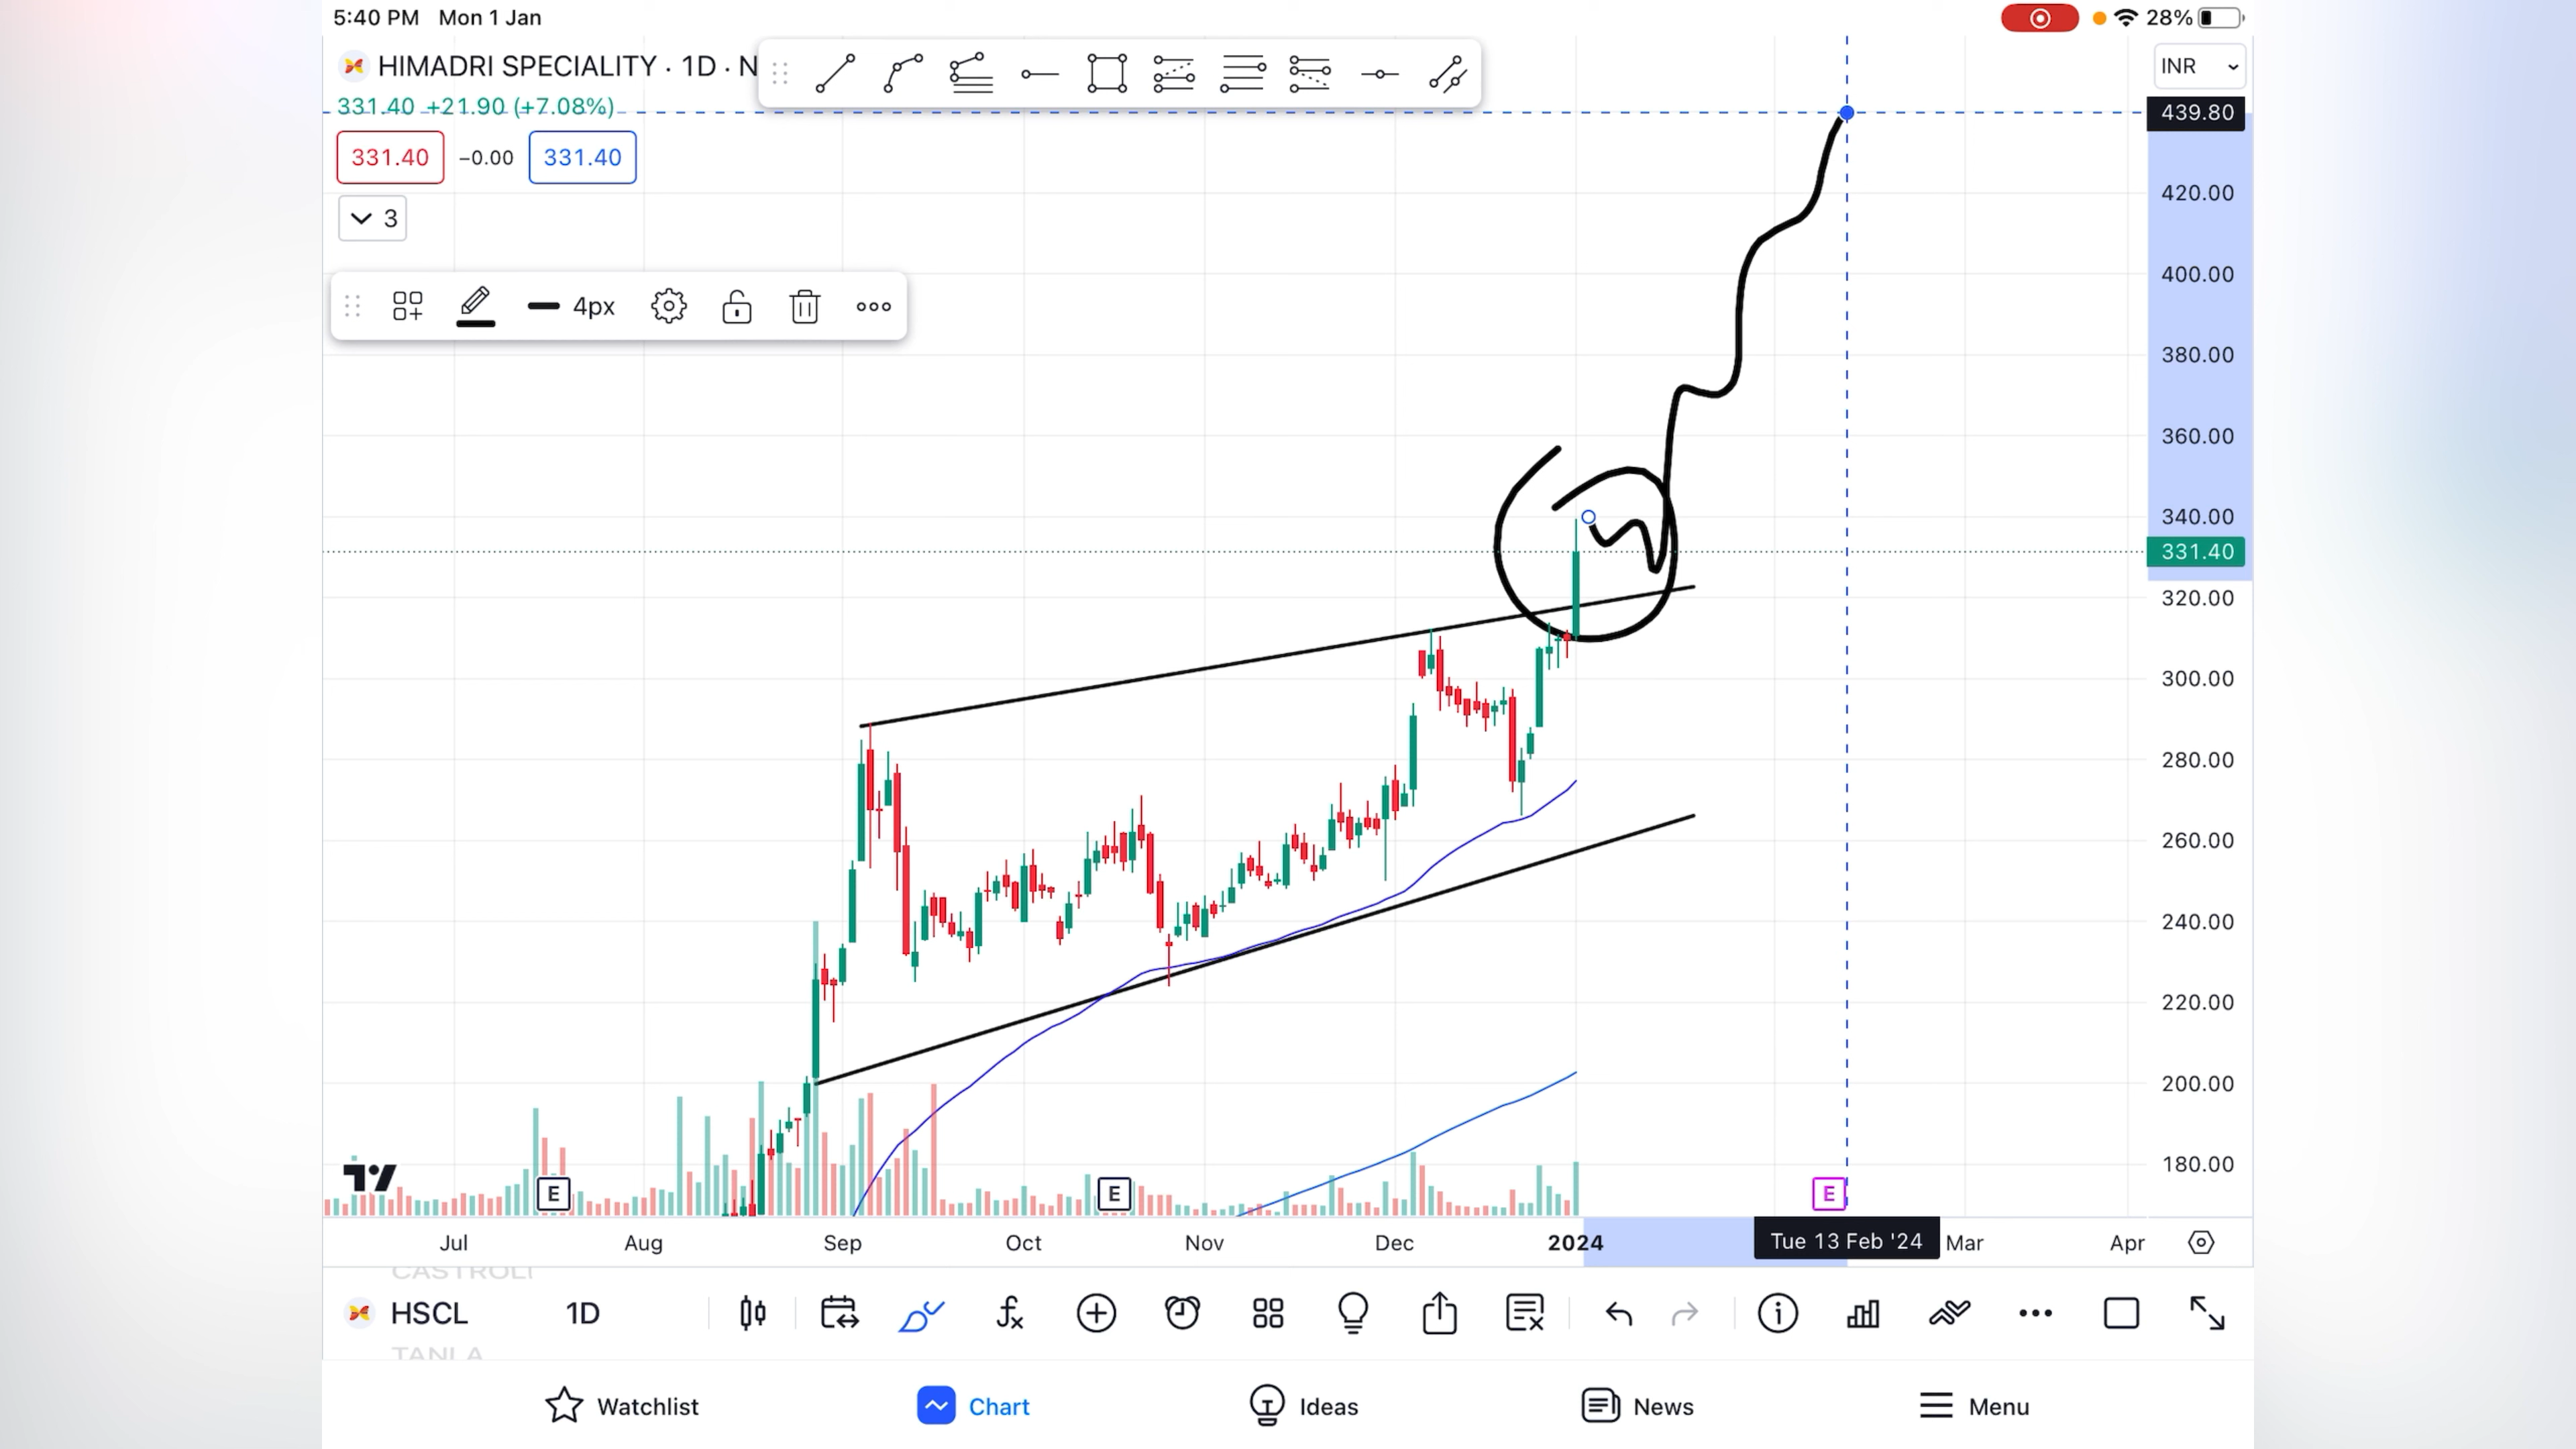 5:40 PM Mon 1 Jan 28%
HIMADRI SPECIALITY · 1D · N
INR
331.40 +21.90 (+7.08%)
439.80
331.40 −0.00 331.40
420.00
3
400.00
4px
380.00
360.00
340.00
331.40
320.00
300.00
280.00
260.00
240.00
220.00
200.00
180.00
E E E
Jul Aug Sep Oct Nov Dec 2024 Tue 13 Feb '24 Mar Apr
HSCL 1D
TANLA
Watchlist Chart Ideas News Menu